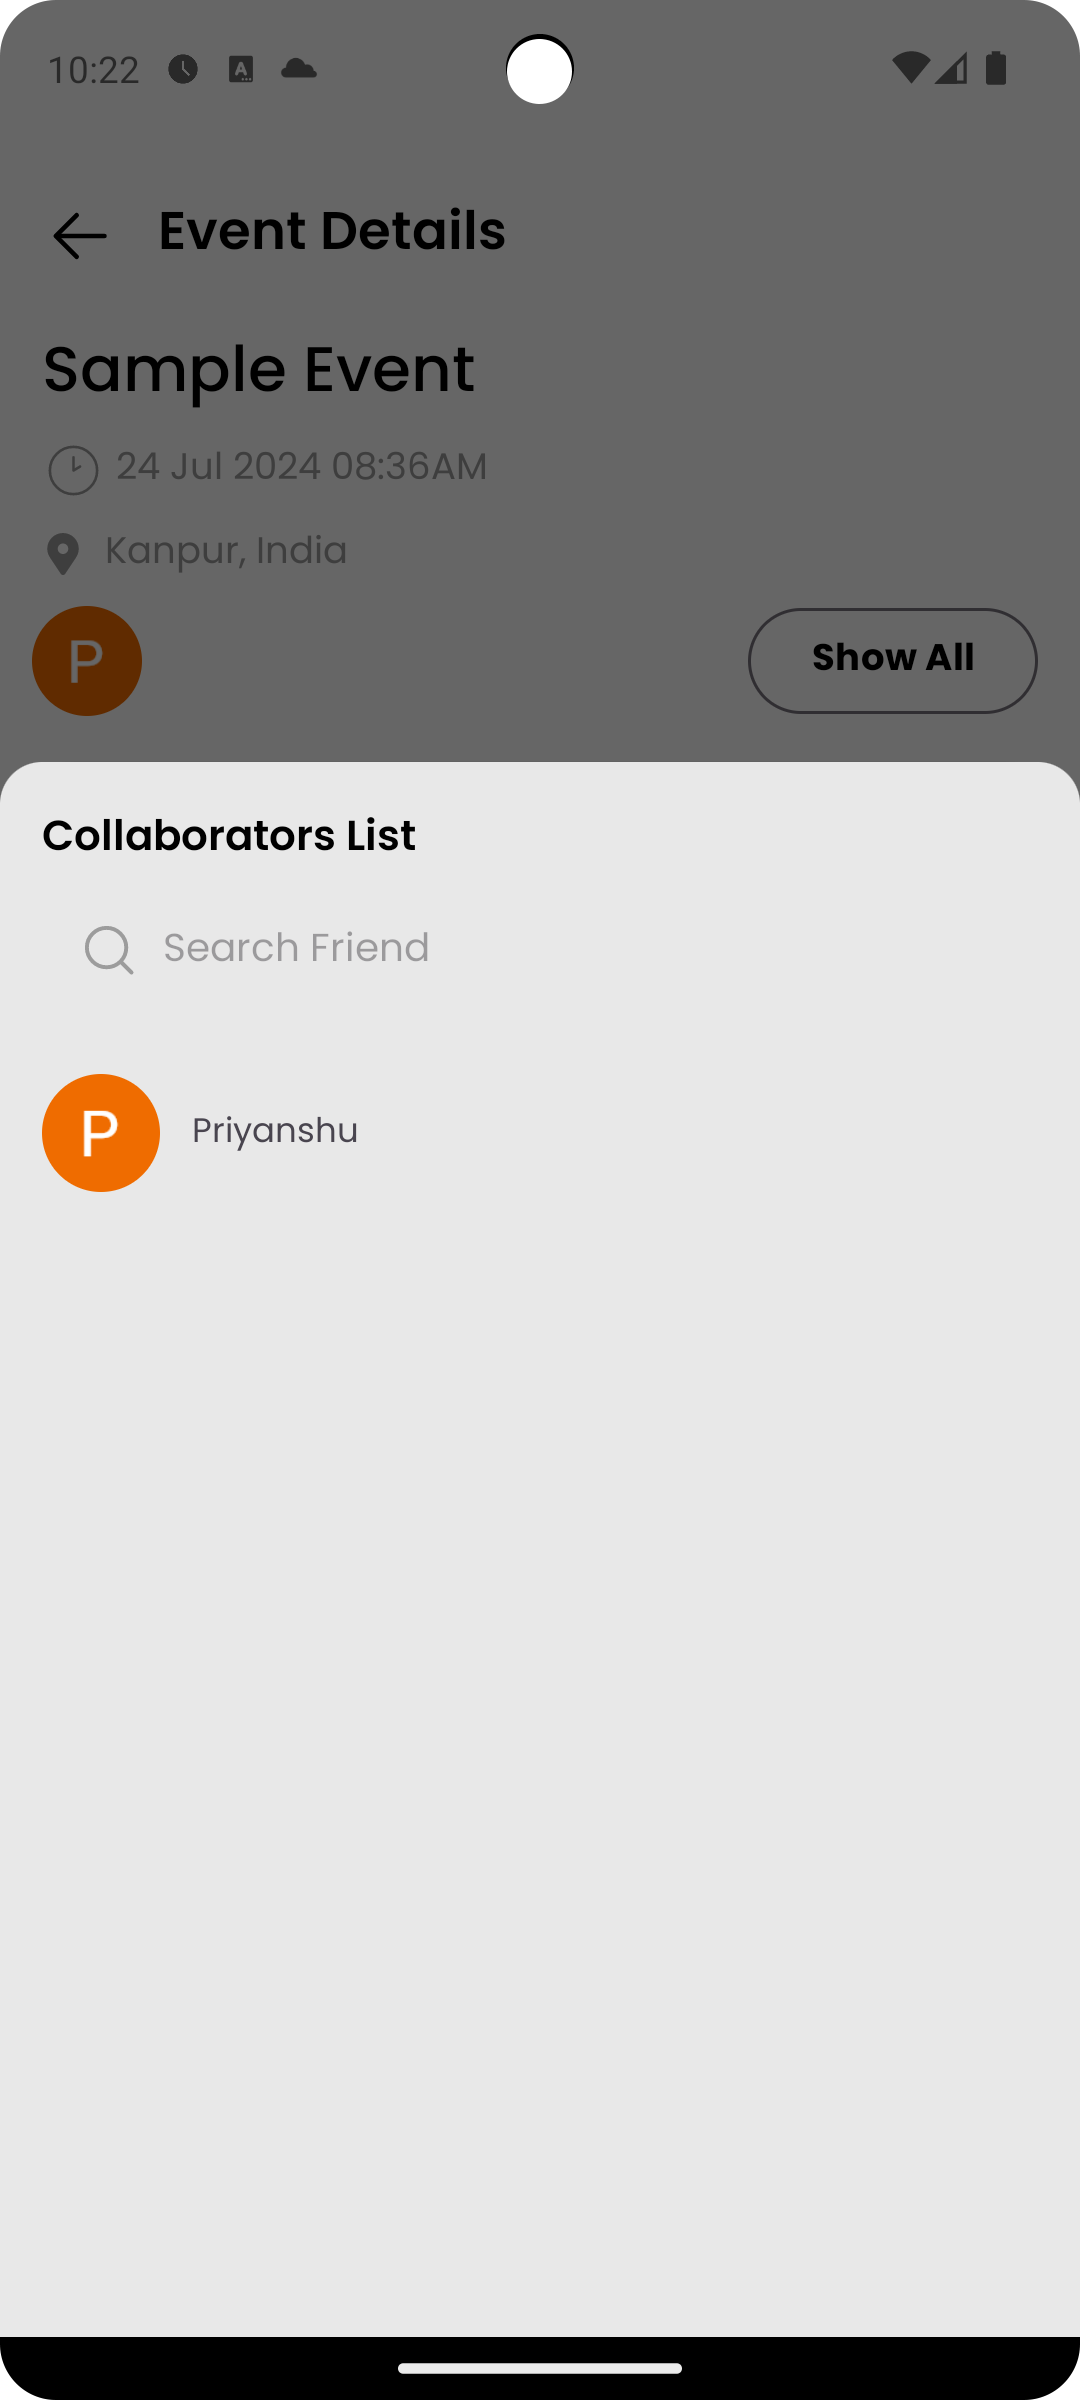 10:22
Event Details
Sample Event
24 Jul 2024 08:36AM
Kanpur, India
P
Show All
Collaborators List
Search Friend
P
Priyanshu